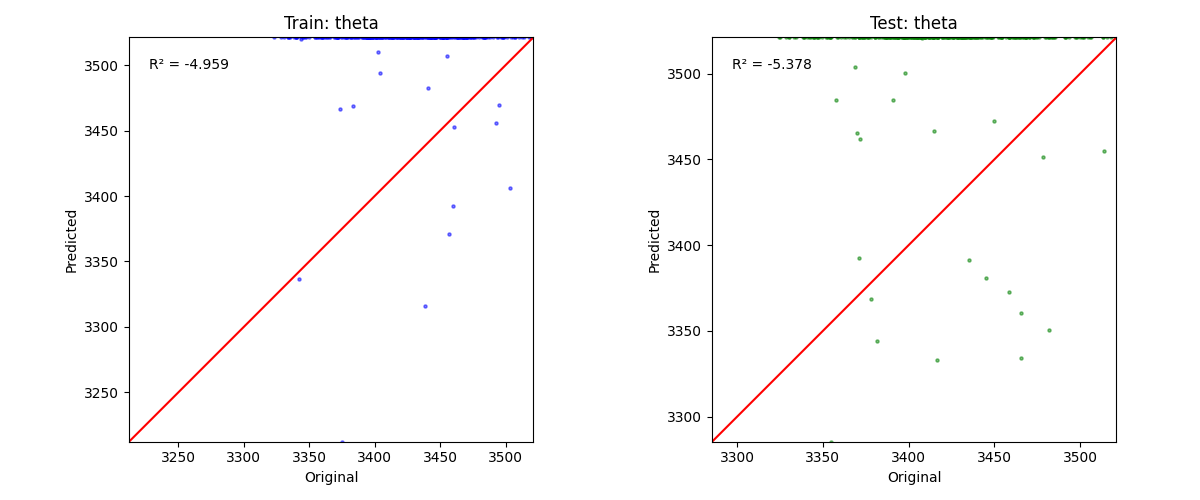 Train: theta
R² = -4.959
3500
3450
3400
3350
3300
3250
Predicted
3250 3300 3350 3400 3450 3500
Original
Test: theta
R² = -5.378
3500
3450
3400
3350
3300
Predicted
3300 3350 3400 3450 3500
Original